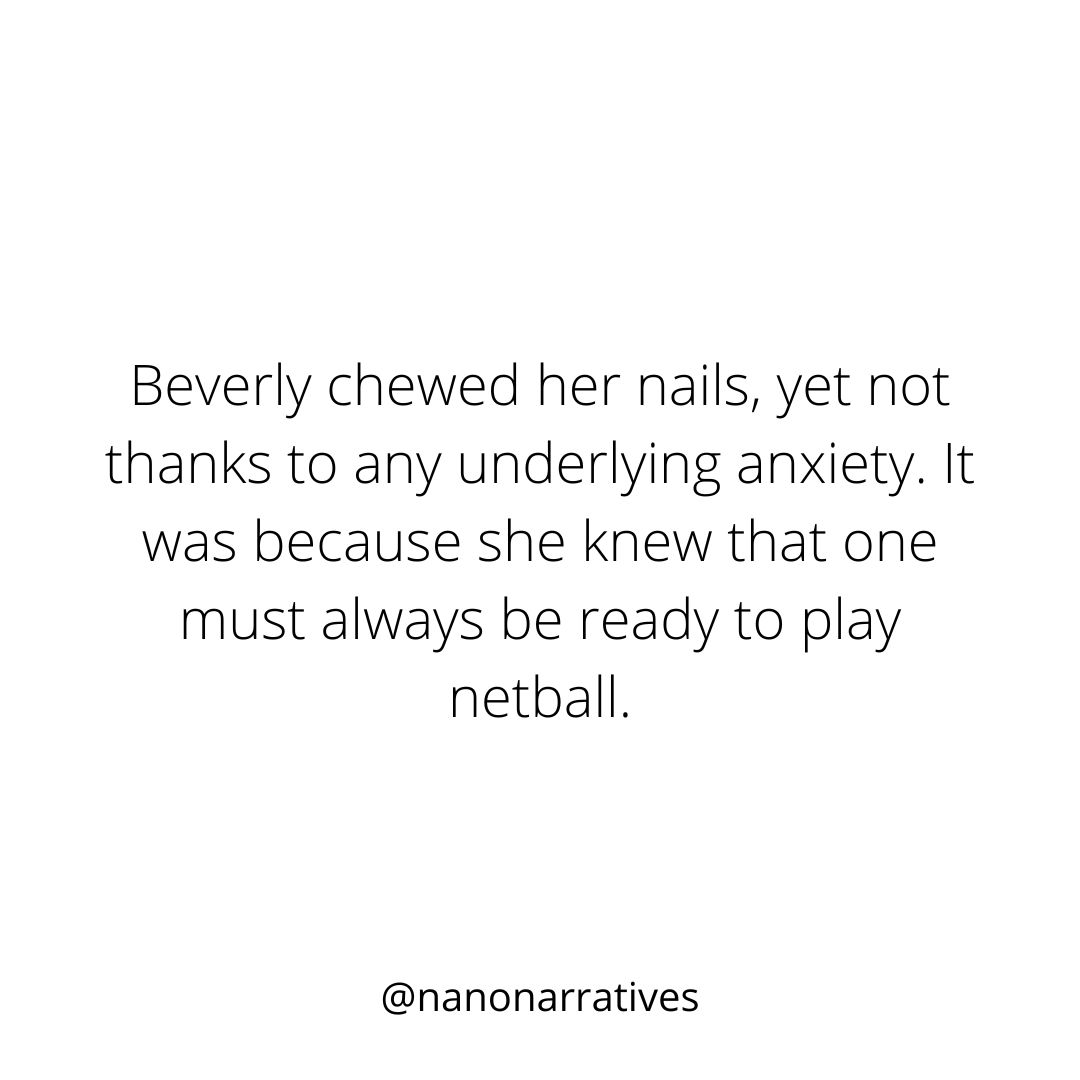 Beverly chewed her nails, yet not
thanks to any underlying anxiety. It
was because she knew that one
must always be ready to play
netball.
@nanonarratives